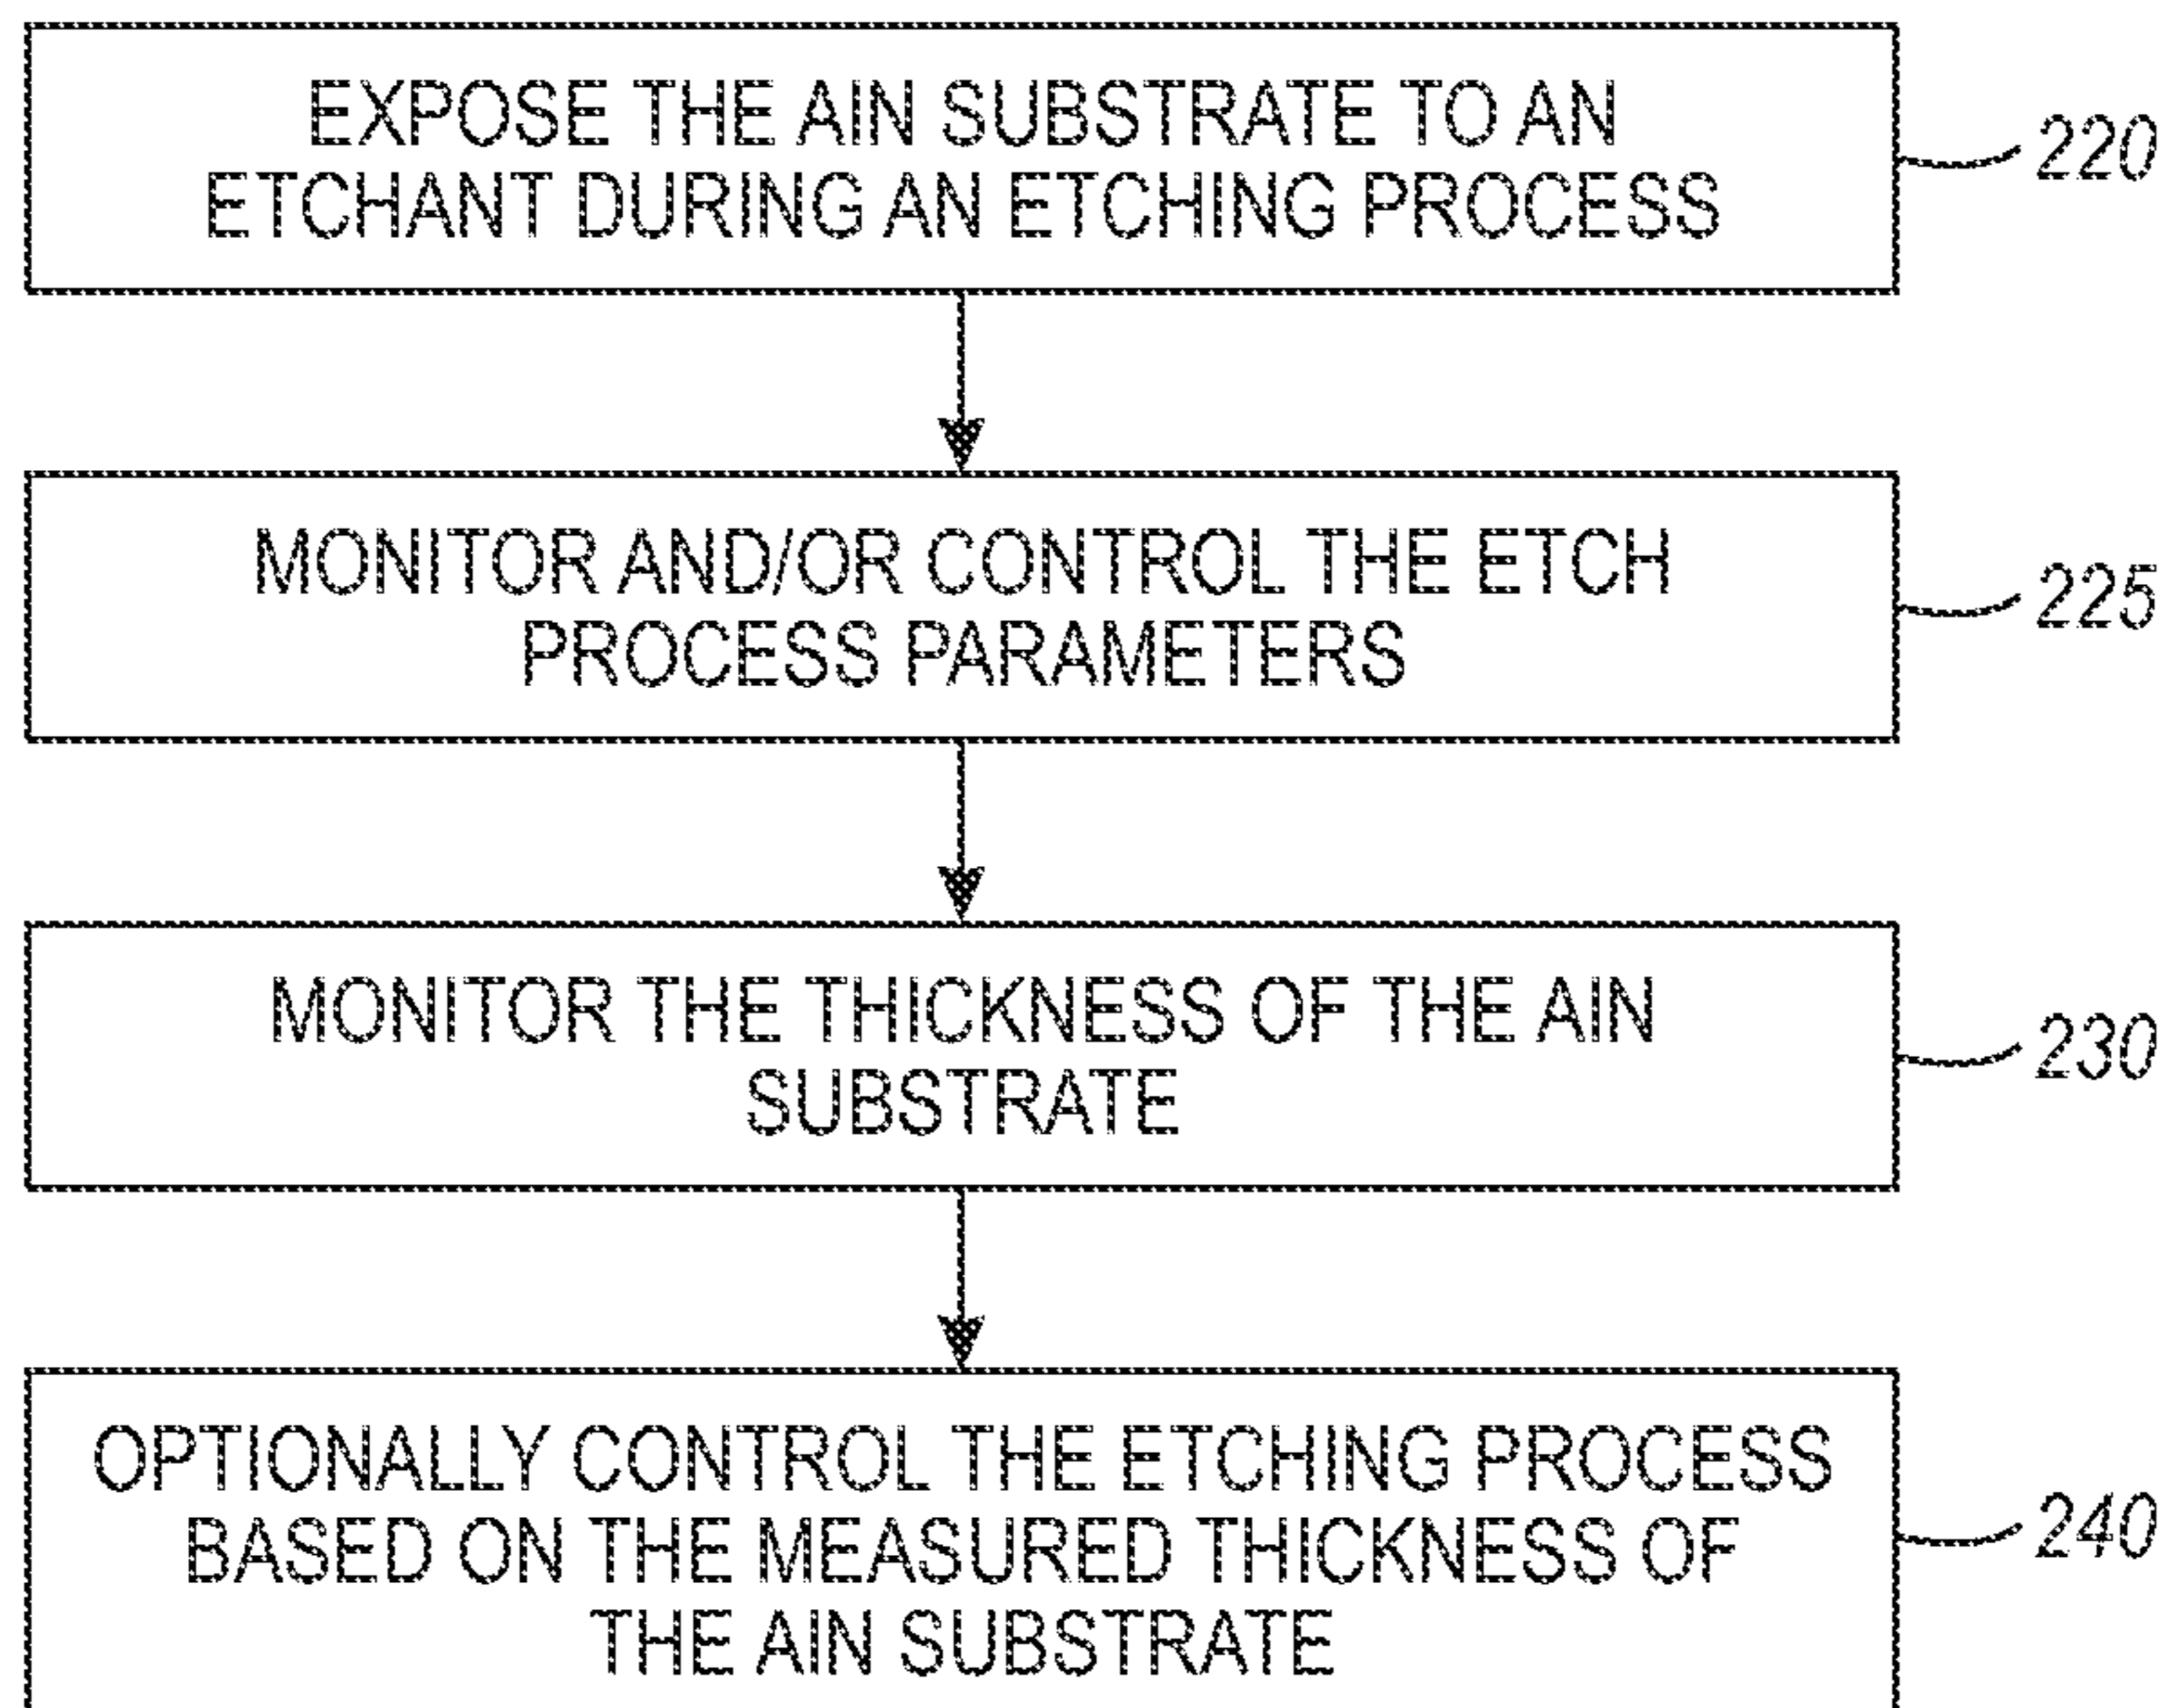 EXPOSE THE AlN SUBSTRATE TO AN
ETCHANT DURING AN ETCHING PROCESS
220
MONITOR AND/OR CONTROL THE ETCH
PROCESS PARAMETERS
225
MONITOR THE THICKNESS OF THE AlN
SUBSTRATE
230
OPTIONALLY CONTROL THE ETCHING PROCESS
BASED ON THE MEASURED THICKNESS OF
THE AlN SUBSTRATE
240